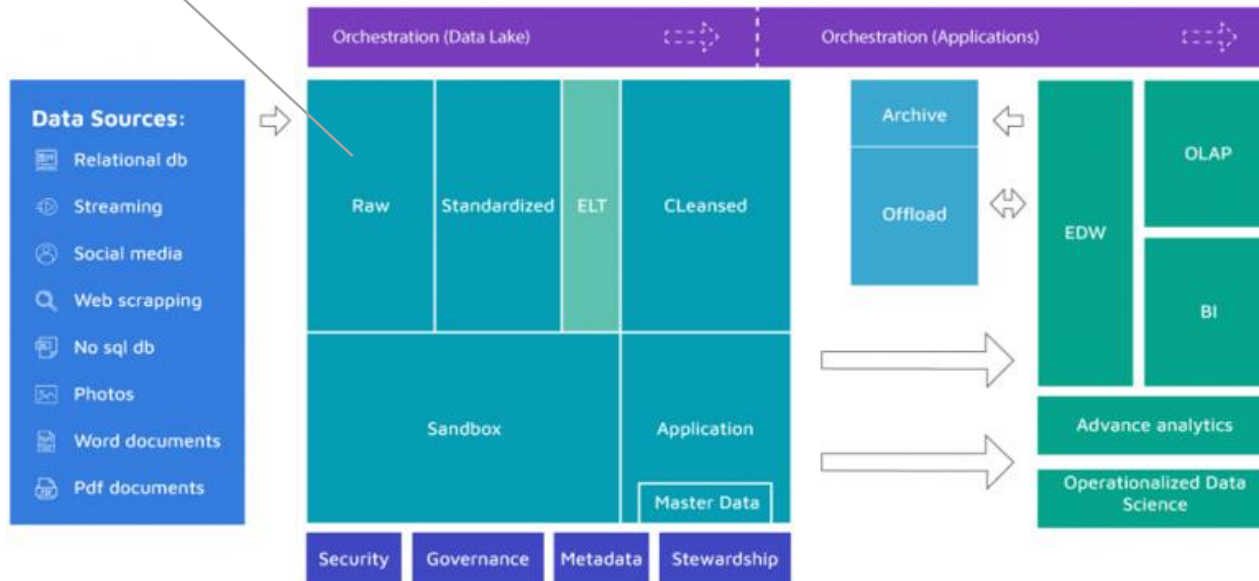 Orchestration (Data Lake)
Orchestration (Applications)
Data Sources:
Relational db
Streaming
Social media
Web scrapping
No sql db
Photos
Word documents
Pdf documents
Raw
Standardized
ELT
CLeansed
Sandbox
Application
Master Data
Security
Governance
Metadata
Stewardship
Archive
Offload
EDW
OLAP
BI
Advance analytics
Operationalized Data
Science